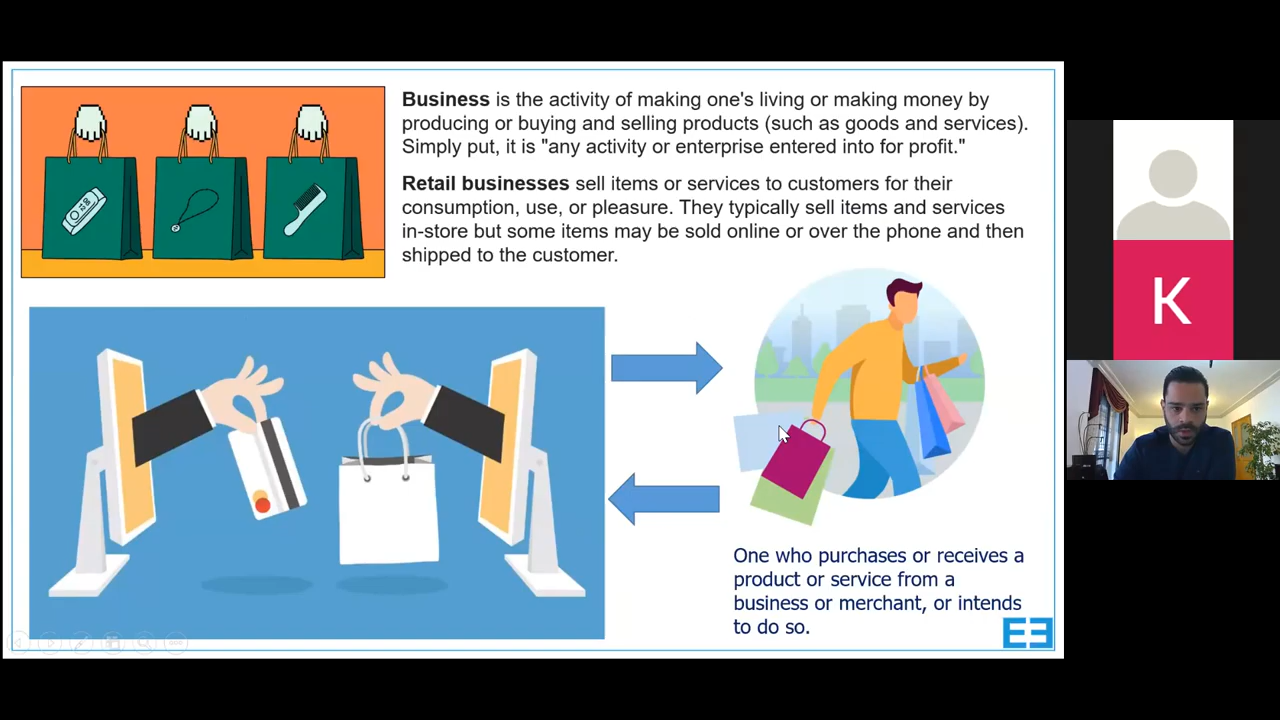 Business is the activity of making one's living or making money by
producing or buying and selling products (such as goods and services).
Simply put, it is "any activity or enterprise entered into for profit."
Retail businesses sell items or services to customers for their
consumption, use, or pleasure. They typically sell items and services
in-store but some items may be sold online or over the phone and then
shipped to the customer.
One who purchases or receives a
product or service from a
business or merchant, or intends
to do so.
K